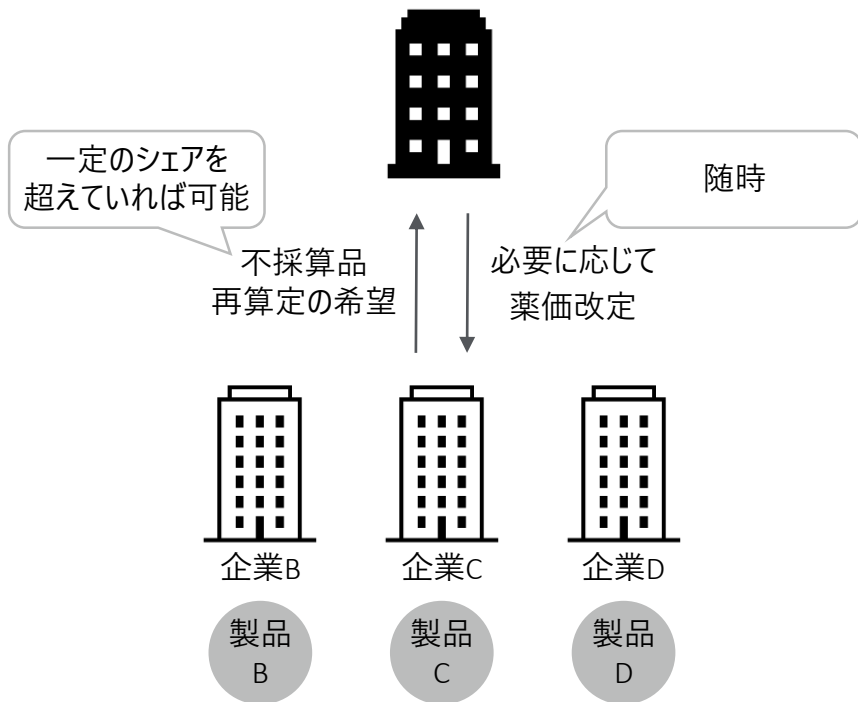 一定のシェアを
超えていれば可能
随時
不採算品
再算定の希望
必要に応じて
薬価改定
企業B
企業C
企業D
製品
B
製品
C
製品
D